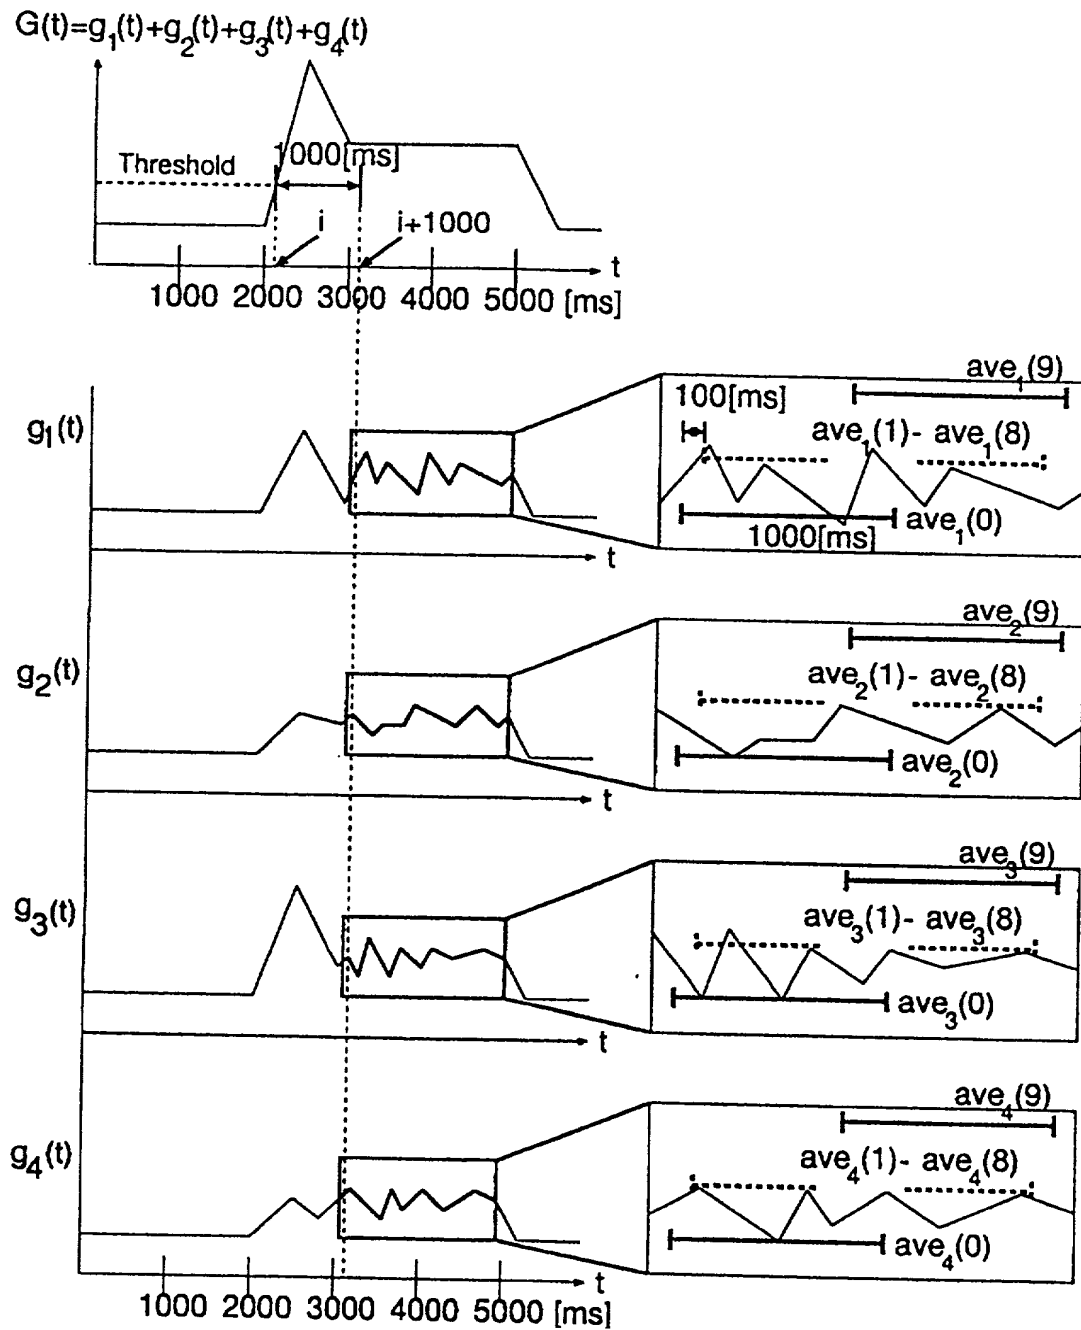 G(t)=g1(t)+g2(t)+g3(t)+g4(t)
Threshold
1000[ms]
i
i+1000
t
1000 2000 3000 4000 5000 [ms]
g1(t)
t
100[ms]
ave1(9)
ave1(1)- ave1(8)
ave1(0)
1000[ms]
g2(t)
t
ave2(9)
ave2(1)- ave2(8)
ave2(0)
g3(t)
t
ave3(9)
ave3(1)- ave3(8)
ave3(0)
g4(t)
t
ave4(9)
ave4(1)- ave4(8)
ave4(0)
1000 2000 3000 4000 5000 [ms]